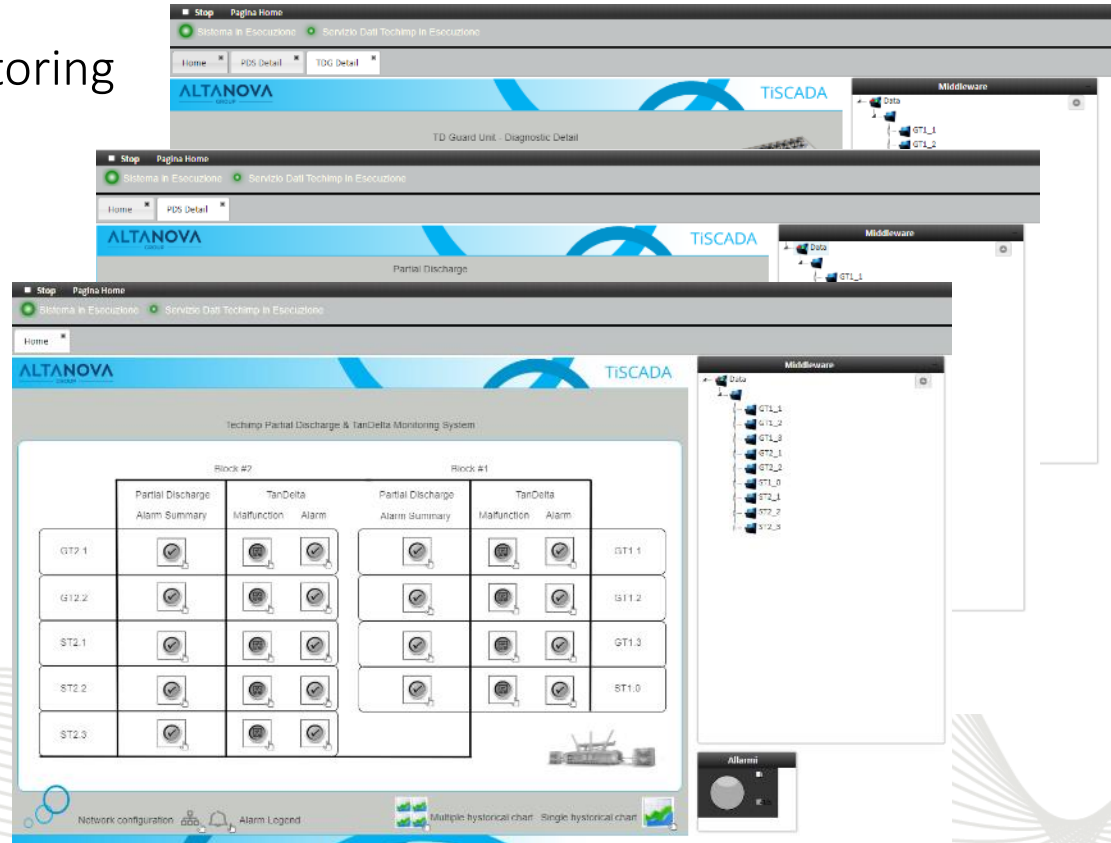 toring
Stop Pagina Home
Sistema in Esecuzione Servizio Dati Techimp in Esecuzione
Home PDS Detail TDG Detail
ALTANOVA
GROUP
TiSCADA
TD Guard Unit - Diagnostic Detail
Middleware
Data
GT1_1
GT1_2
Stop Pagina Home
Sistema in Esecuzione Servizio Dati Techimp in Esecuzione
Home PDS Detail
ALTANOVA
GROUP
TiSCADA
Partial Discharge
Middleware
Data
GT1_1
Stop Pagina Home
Sistema in Esecuzione Servizio Dati Techimp in Esecuzione
Home
ALTANOVA
GROUP
TiSCADA
Techimp Partial Discharge & TanDelta Monitoring System
Block #2 Block #1
Partial Discharge TanDelta Partial Discharge TanDelta
Alarm Summary Malfunction Alarm Alarm Summary Malfunction Alarm
GT2.1 GT1.1
GT2.2 GT1.2
ST2.1 GT1.3
ST2.2 ST1.0
ST2.3
Network configuration Alarm Legend Multiple hystorical chart Single hystorical chart
Middleware
Data
GT1_1
GT1_2
GT1_3
GT2_1
GT2_2
ST1_0
ST2_1
ST2_2
ST2_3
Allarmi